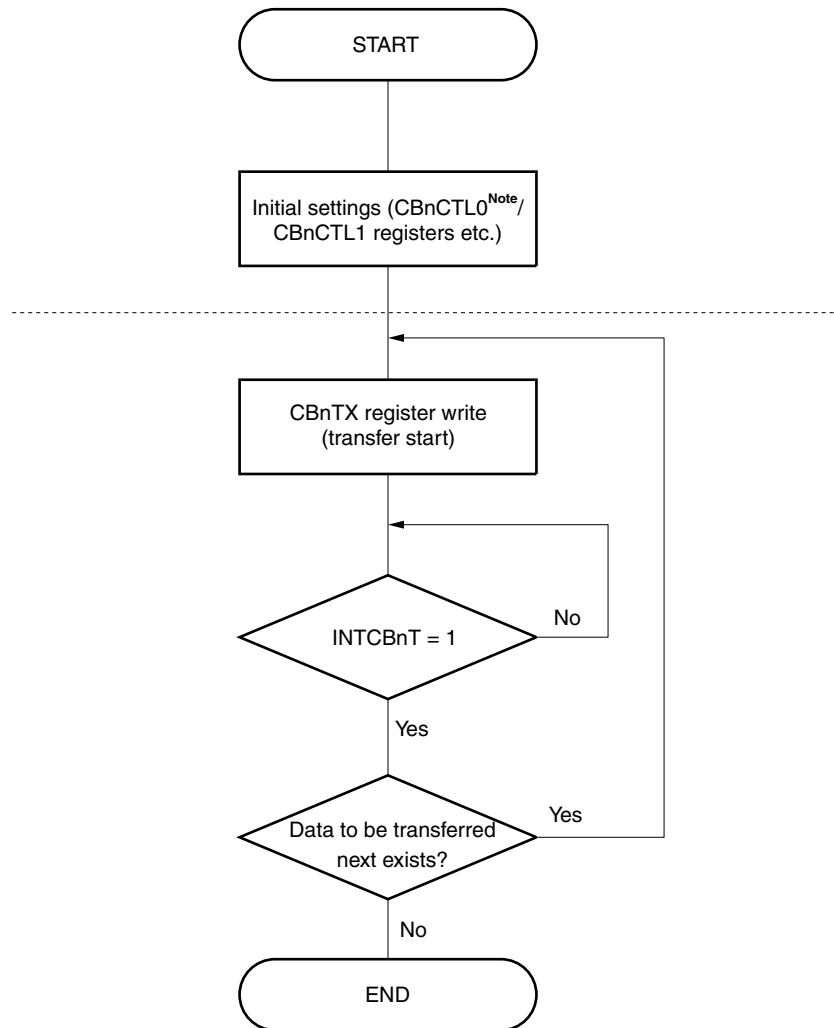 START
Initial settings (CBnCTL0Note/
CBnCTL1 registers etc.)
CBnTX register write
(transfer start)
No
INTCBnT = 1
Yes
Yes
Data to be transferred
next exists?
No
END